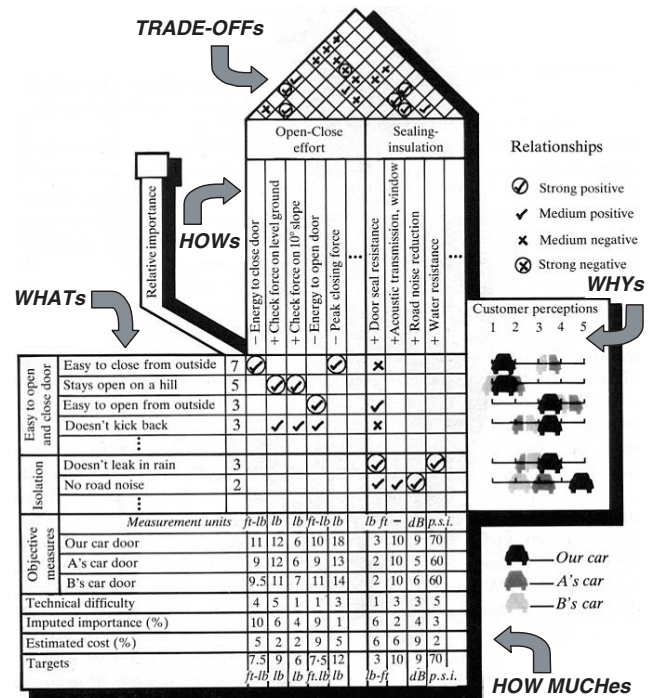 TRADE-OFFs
Open-Close effort
Sealing-insulation
Relationships
Strong positive
Medium positive
Medium negative
Strong negative
HOWs
WHATs
WHYs
Relative importance
− Energy to close door
+ Check force on level ground
+ Check force on 10° slope
− Energy to open door
− Peak closing force
...
+ Door seal resistance
+Acoustic transmission, window
+ Road noise reduction
+ Water resistance
...
Customer perceptions
1 2 3 4 5
Easy to open and close door
Easy to close from outside 7
Stays open on a hill 5
Easy to open from outside 3
Doesn't kick back 3
Isolation
Doesn't leak in rain 3
No road noise 2
Objective measures
Measurement units ft-lb lb lb ft-lb lb lb ft − dB p.s.i.
Our car door 11 12 6 10 18 3 10 9 70
A's car door 9 12 6 9 13 2 10 5 60
B's car door 9.5 11 7 11 14 2 10 6 60
Technical difficulty 4 5 1 1 3 1 3 3 5
Imputed importance (%) 10 6 4 9 1 6 2 4 3
Estimated cost (%) 5 2 2 9 5 6 6 9 2
Targets 7.5 9 6 7·5 12 3 10 9 70
ft-lb lb lb ft.lb lb lb-ft dB p.s.i.
Our car
A's car
B's car
HOW MUCHes